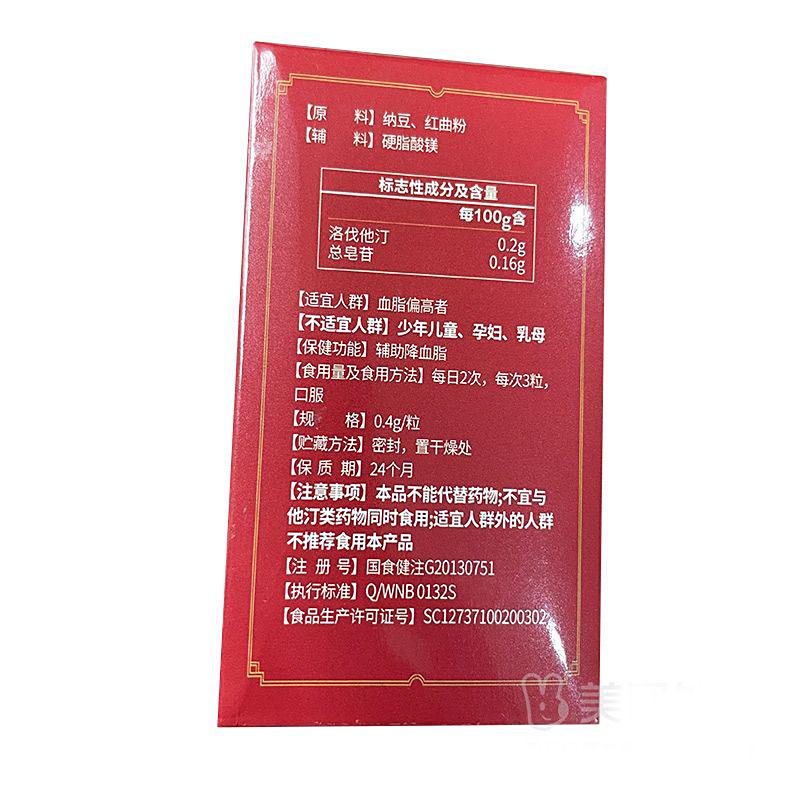 【原 料】纳豆、红曲粉
【辅 料】硬脂酸镁
标志性成分及含量
每100g含
洛伐他汀 0.2g
总皂苷 0.16g
【适宜人群】血脂偏高者
【不适宜人群】少年儿童、孕妇、乳母
【保健功能】辅助降血脂
【食用量及食用方法】每日2次，每次3粒，
口服
【规 格】0.4g/粒
【贮藏方法】密封，置干燥处
【保 质 期】24个月
【注意事项】本品不能代替药物;不宜与
他汀类药物同时食用;适宜人群外的人群
不推荐食用本产品
【注 册 号】国食健注G20130751
【执行标准】Q/WNB 0132S
【食品生产许可证号】SC12737100200302
美